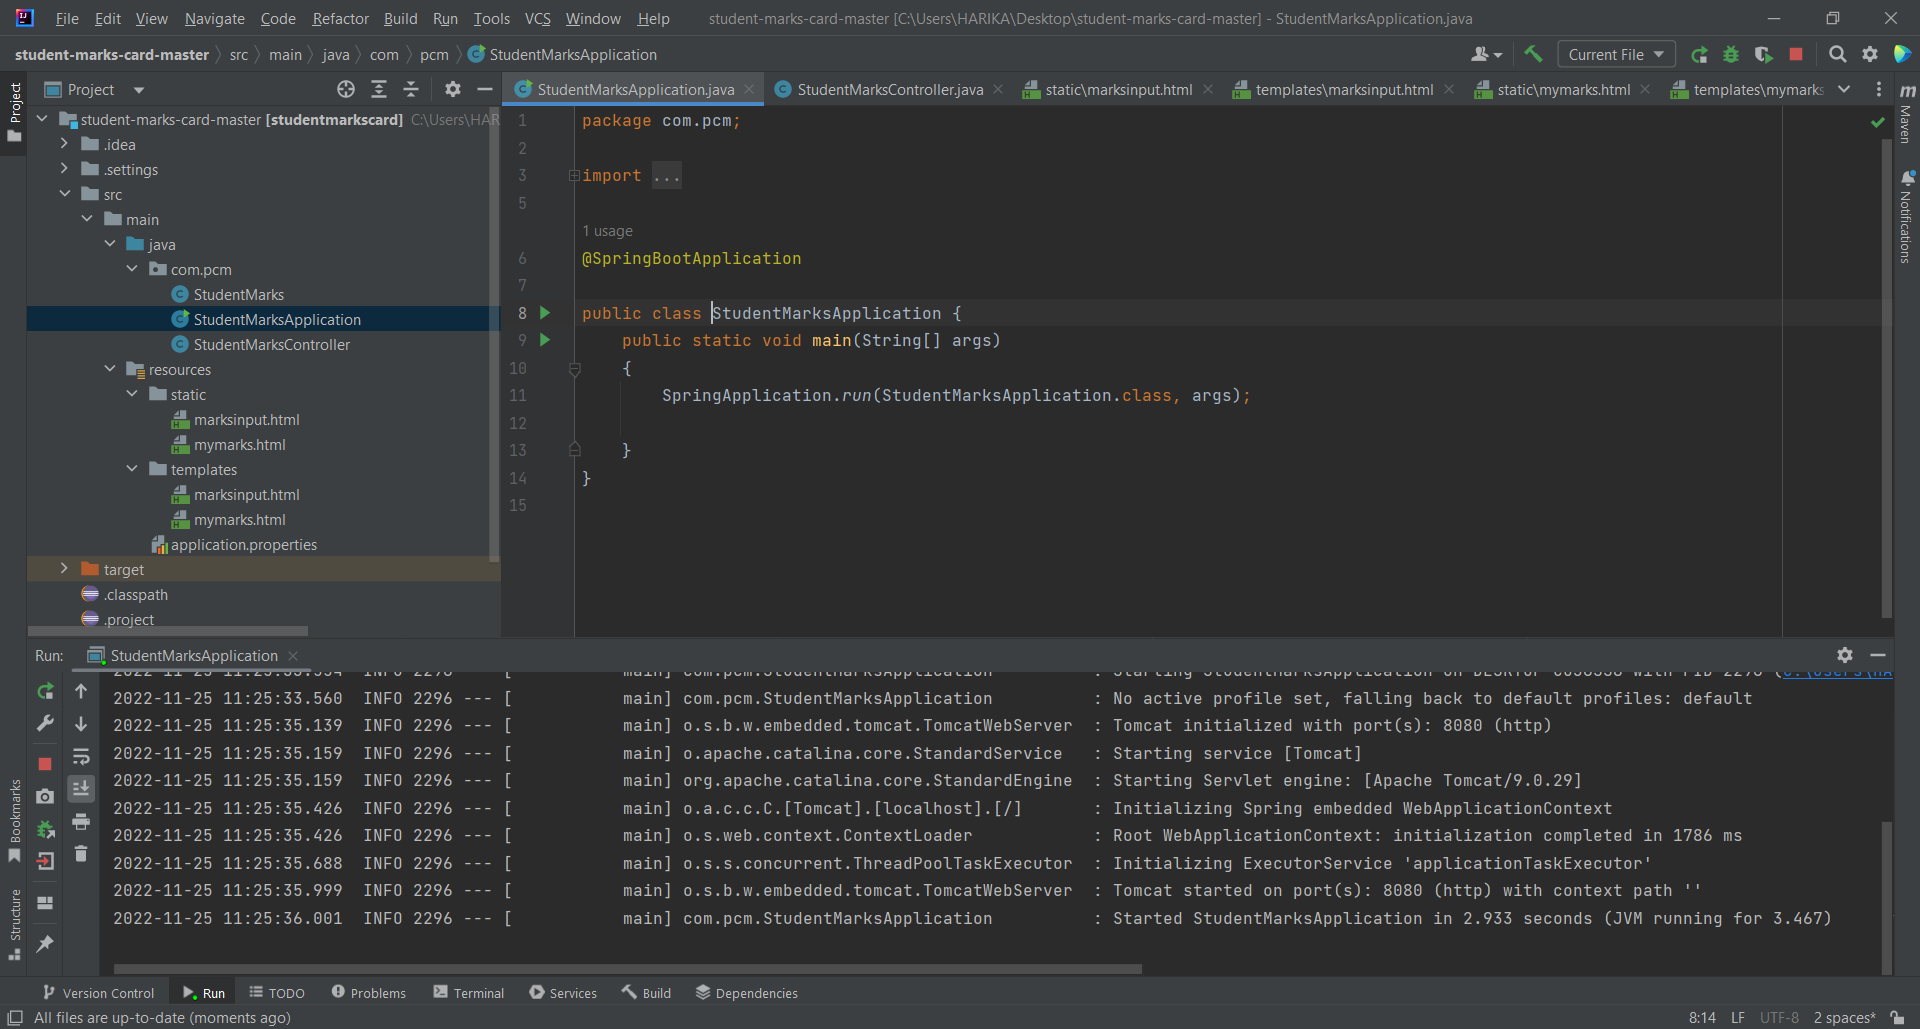 File Edit View Navigate Code Refactor Build Run Tools VCS Window Help student-marks-card-master [C:\Users\HARIKA\Desktop\student-marks-card-master] - StudentMarksApplication.java
student-marks-card-master src main java com pcm StudentMarksApplication Current File
Project
StudentMarksApplication.java StudentMarksController.java static\marksinput.html templates\marksinput.html static\mymarks.html templates\mymarks
Project
student-marks-card-master [studentmarkscard] C:\Users\HAR
.idea
.settings
src
main
java
com.pcm
StudentMarks
StudentMarksApplication
StudentMarksController
resources
static
marksinput.html
mymarks.html
templates
marksinput.html
mymarks.html
application.properties
target
.classpath
.project
1 package com.pcm;
2
3 import ...
5
1 usage
6 @SpringBootApplication
7
8 public class StudentMarksApplication {
9 public static void main(String[] args)
10 {
11 SpringApplication.run(StudentMarksApplication.class, args);
12
13 }
14 }
15
Maven
Notifications
Run: StudentMarksApplication
2022-11-25 11:25:33.560 INFO 2296 --- [ main] com.pcm.StudentMarksApplication : No active profile set, falling back to default profiles: default
2022-11-25 11:25:35.139 INFO 2296 --- [ main] o.s.b.w.embedded.tomcat.TomcatWebServer : Tomcat initialized with port(s): 8080 (http)
2022-11-25 11:25:35.159 INFO 2296 --- [ main] o.apache.catalina.core.StandardService : Starting service [Tomcat]
2022-11-25 11:25:35.159 INFO 2296 --- [ main] org.apache.catalina.core.StandardEngine : Starting Servlet engine: [Apache Tomcat/9.0.29]
2022-11-25 11:25:35.426 INFO 2296 --- [ main] o.a.c.c.C.[Tomcat].[localhost].[/] : Initializing Spring embedded WebApplicationContext
2022-11-25 11:25:35.426 INFO 2296 --- [ main] o.s.web.context.ContextLoader : Root WebApplicationContext: initialization completed in 1786 ms
2022-11-25 11:25:35.688 INFO 2296 --- [ main] o.s.s.concurrent.ThreadPoolTaskExecutor : Initializing ExecutorService 'applicationTaskExecutor'
2022-11-25 11:25:35.999 INFO 2296 --- [ main] o.s.b.w.embedded.tomcat.TomcatWebServer : Tomcat started on port(s): 8080 (http) with context path ''
2022-11-25 11:25:36.001 INFO 2296 --- [ main] com.pcm.StudentMarksApplication : Started StudentMarksApplication in 2.933 seconds (JVM running for 3.467)
Bookmarks
Structure
Version Control Run TODO Problems Terminal Services Build Dependencies
All files are up-to-date (moments ago) 8:14 LF UTF-8 2 spaces*